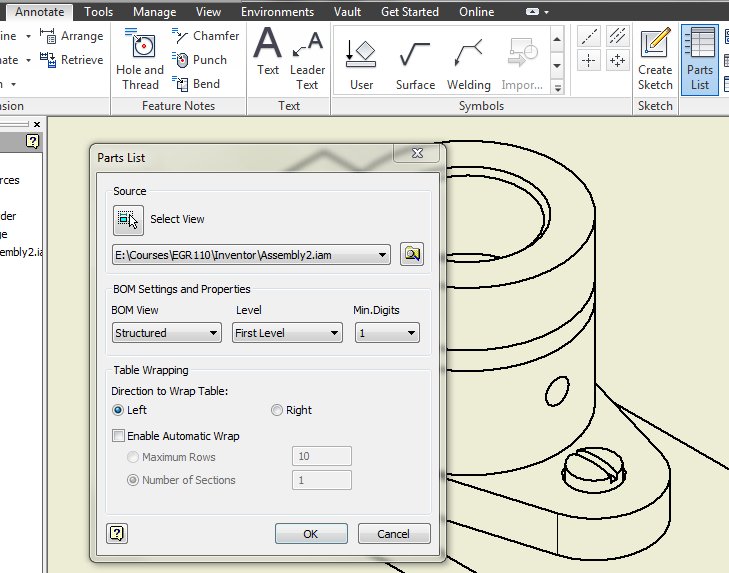 Annotate Tools Manage View Environments Vault Get Started Online
ine Arrange
ate Retrieve
Hole and Thread
Chamfer
Punch
Bend
Text
Leader Text
User
Surface
Welding
Impor...
Create Sketch
Parts List
nsion
Feature Notes
Text
Symbols
Sketch
rces
der
ge
embly2.ia
Parts List
Source
Select View
E:\Courses\EGR110\Inventor\Assembly2.iam
BOM Settings and Properties
BOM View Level Min.Digits
Structured First Level 1
Table Wrapping
Direction to Wrap Table:
Left Right
Enable Automatic Wrap
Maximum Rows 10
Number of Sections 1
OK Cancel